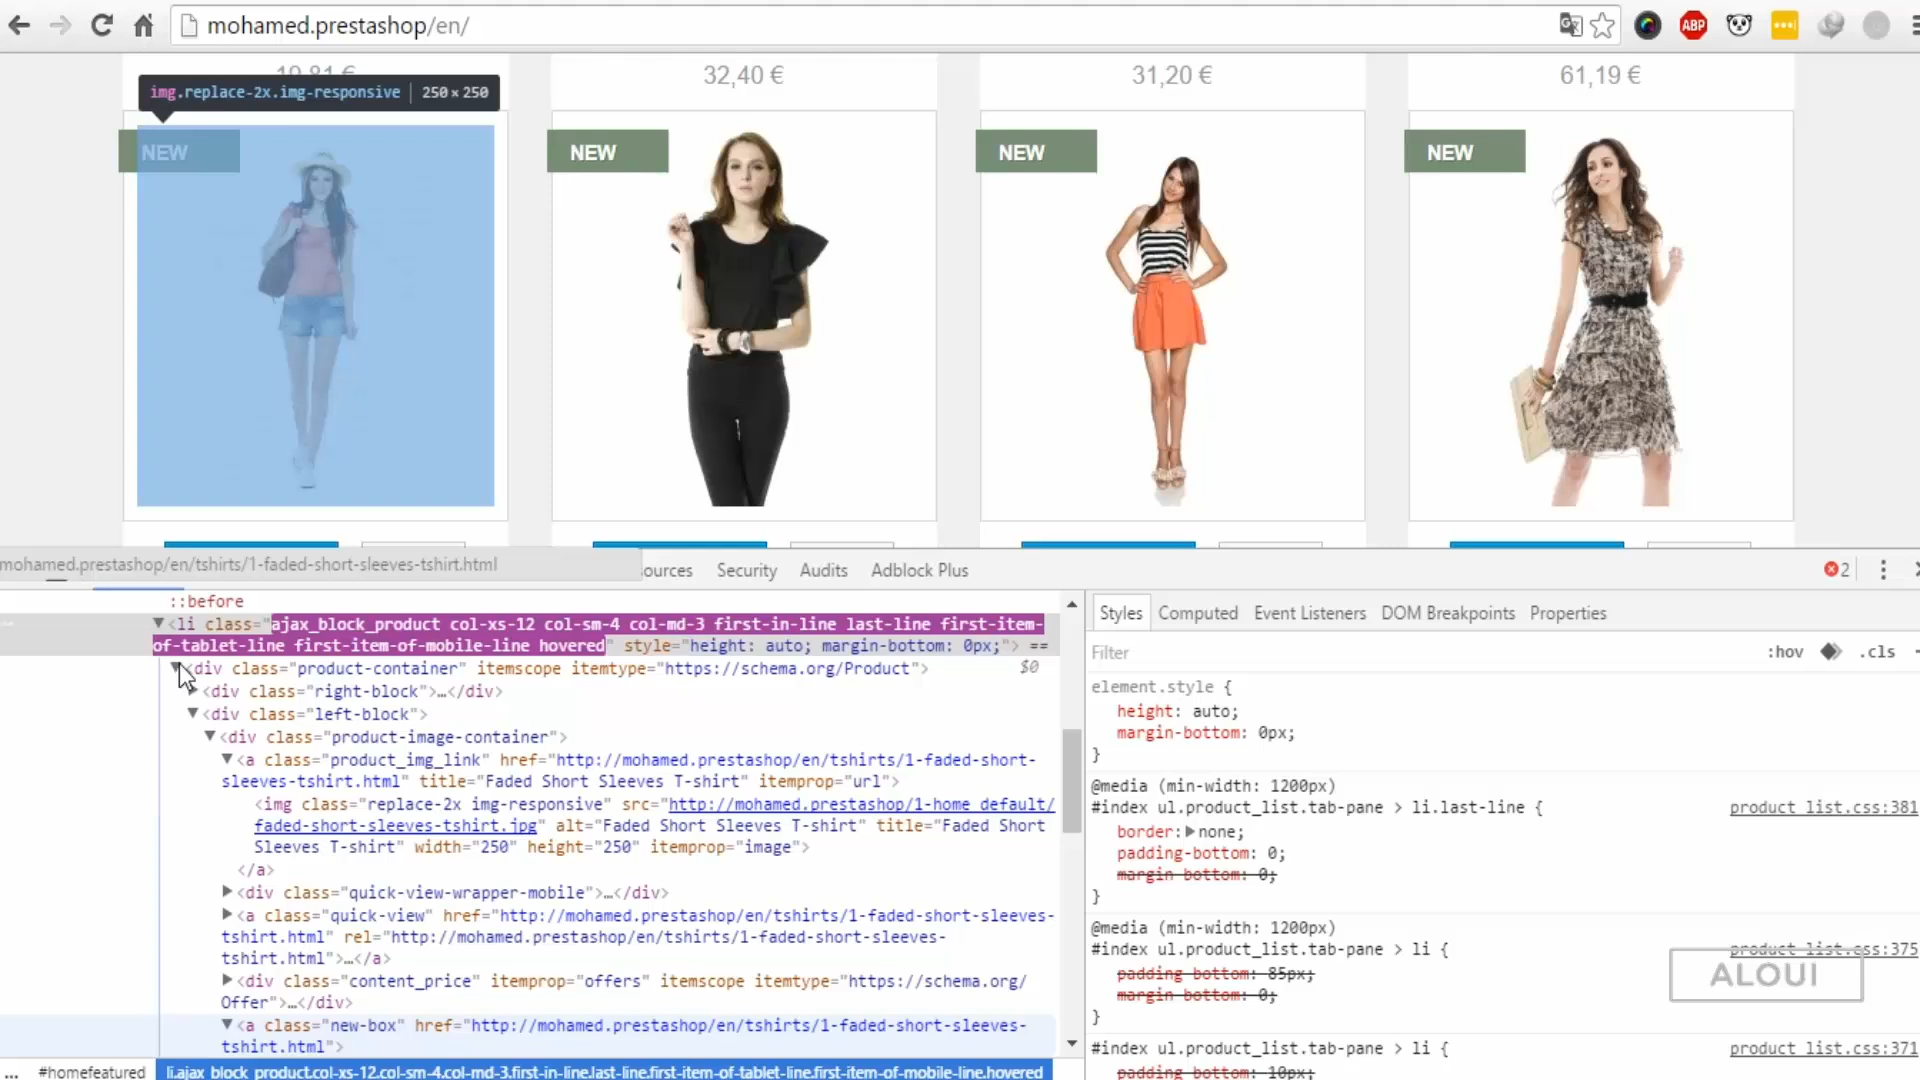 mohamed.prestashop/en/
ABP
19,81 €
32,40 €
31,20 €
61,19 €
img.replace-2x.img-responsive | 250 × 250
NEW
NEW
NEW
NEW
mohamed.prestashop/en/tshirts/1-faded-short-sleeves-tshirt.html
ources Security Audits Adblock Plus
2
::before
<li class="ajax_block_product col-xs-12 col-sm-4 col-md-3 first-in-line last-line first-item-
of-tablet-line first-item-of-mobile-line hovered" style="height: auto; margin-bottom: 0px;"> ==
$0
<div class="product-container" itemscope itemtype="https://schema.org/Product">
<div class="right-block">…</div>
<div class="left-block">
<div class="product-image-container">
<a class="product_img_link" href="http://mohamed.prestashop/en/tshirts/1-faded-short-
sleeves-tshirt.html" title="Faded Short Sleeves T-shirt" itemprop="url">
<img class="replace-2x img-responsive" src="http://mohamed.prestashop/1-home_default/
faded-short-sleeves-tshirt.jpg" alt="Faded Short Sleeves T-shirt" title="Faded Short
Sleeves T-shirt" width="250" height="250" itemprop="image">
</a>
<div class="quick-view-wrapper-mobile">…</div>
<a class="quick-view" href="http://mohamed.prestashop/en/tshirts/1-faded-short-sleeves-
tshirt.html" rel="http://mohamed.prestashop/en/tshirts/1-faded-short-sleeves-
tshirt.html">…</a>
<div class="content_price" itemprop="offers" itemscope itemtype="https://schema.org/
Offer">…</div>
<a class="new-box" href="http://mohamed.prestashop/en/tshirts/1-faded-short-sleeves-
tshirt.html">
... #homefeatured li.ajax_block_product.col-xs-12.col-sm-4.col-md-3.first-in-line.last-line.first-item-of-tablet-line.first-item-of-mobile-line.hovered
Styles Computed Event Listeners DOM Breakpoints Properties
Filter :hov .cls
element.style {
height: auto;
margin-bottom: 0px;
}
@media (min-width: 1200px)
#index ul.product_list.tab-pane > li.last-line { product_list.css:381
border: none;
padding-bottom: 0;
margin-bottom: 0;
}
@media (min-width: 1200px)
#index ul.product_list.tab-pane > li { product_list.css:375
padding-bottom: 85px;
margin-bottom: 0;
}
ALOUI
#index ul.product_list.tab-pane > li { product_list.css:371
padding-bottom: 10px;